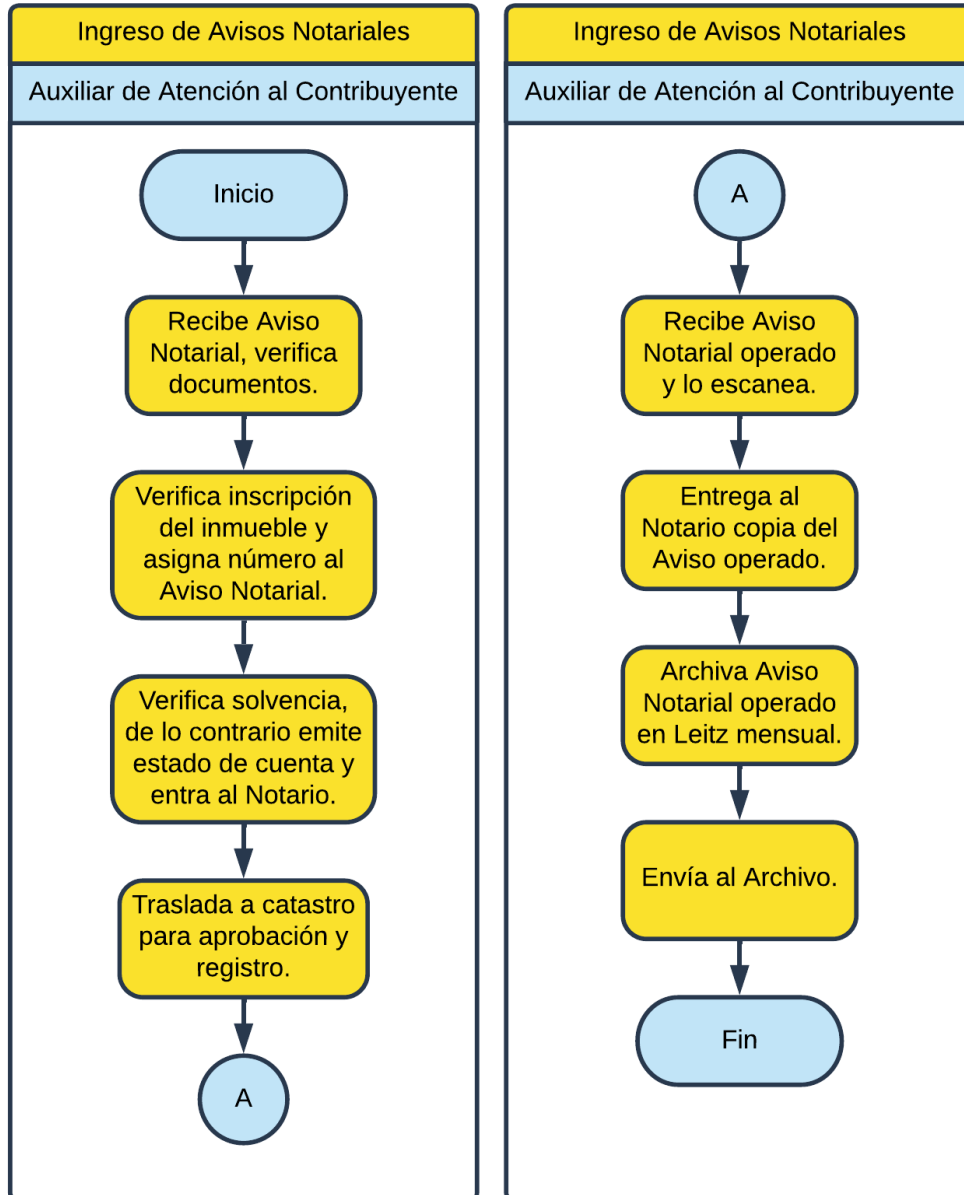 Ingreso de Avisos Notariales
Auxiliar de Atención al Contribuyente
Inicio
Recibe Aviso
Notarial, verifica
documentos.
Verifica inscripción
del inmueble y
asigna número al
Aviso Notarial.
Verifica solvencia,
de lo contrario emite
estado de cuenta y
entra al Notario.
Traslada a catastro
para aprobación y
registro.
A
Ingreso de Avisos Notariales
Auxiliar de Atención al Contribuyente
A
Recibe Aviso
Notarial operado
y lo escanea.
Entrega al
Notario copia del
Aviso operado.
Archiva Aviso
Notarial operado
en Leitz mensual.
Envía al Archivo.
Fin